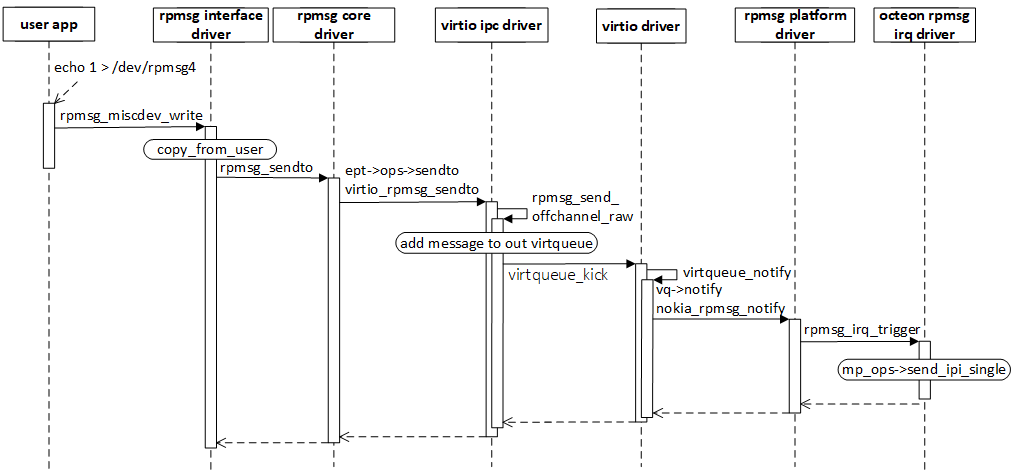 user app
rpmsg interface
driver
rpmsg core
driver
virtio ipc driver
virtio driver
rpmsg platform
driver
octeon rpmsg
irq driver
echo 1 > /dev/rpmsg4
rpmsg_miscdev_write
copy_from_user
rpmsg_sendto
ept->ops->sendto
virtio_rpmsg_sendto
rpmsg_send_
offchannel_raw
add message to out virtqueue
virtqueue_kick
virtqueue_notify
vq->notify
nokia_rpmsg_notify
rpmsg_irq_trigger
mp_ops->send_ipi_single